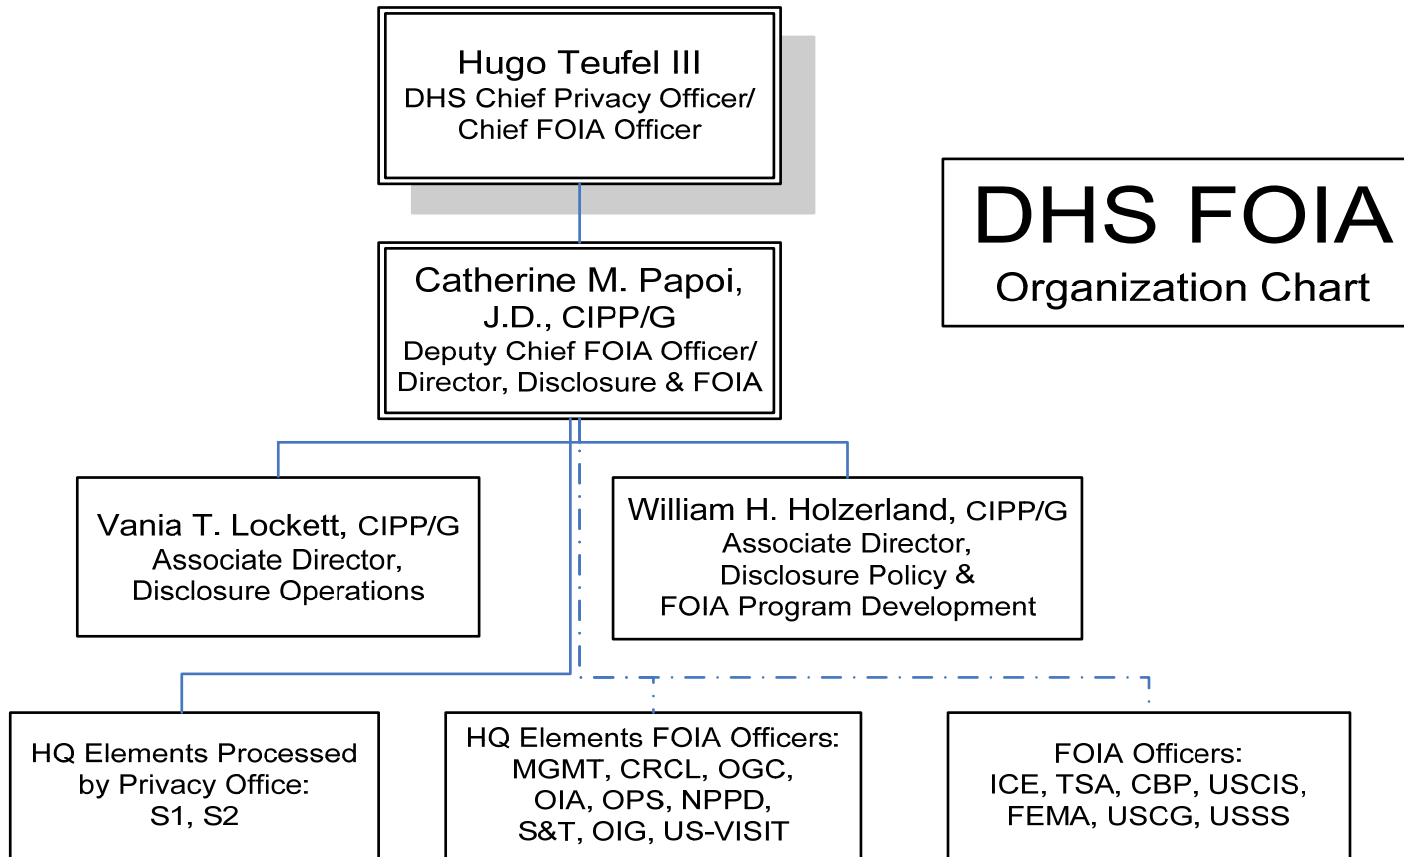 Hugo Teufel III
DHS Chief Privacy Officer/
Chief FOIA Officer
DHS FOIA
Organization Chart
Catherine M. Papoi,
J.D., CIPP/G
Deputy Chief FOIA Officer/
Director, Disclosure & FOIA
Vania T. Lockett, CIPP/G
Associate Director,
Disclosure Operations
William H. Holzerland, CIPP/G
Associate Director,
Disclosure Policy &
FOIA Program Development
HQ Elements Processed
by Privacy Office:
S1, S2
HQ Elements FOIA Officers:
MGMT, CRCL, OGC,
OIA, OPS, NPPD,
S&T, OIG, US-VISIT
FOIA Officers:
ICE, TSA, CBP, USCIS,
FEMA, USCG, USSS